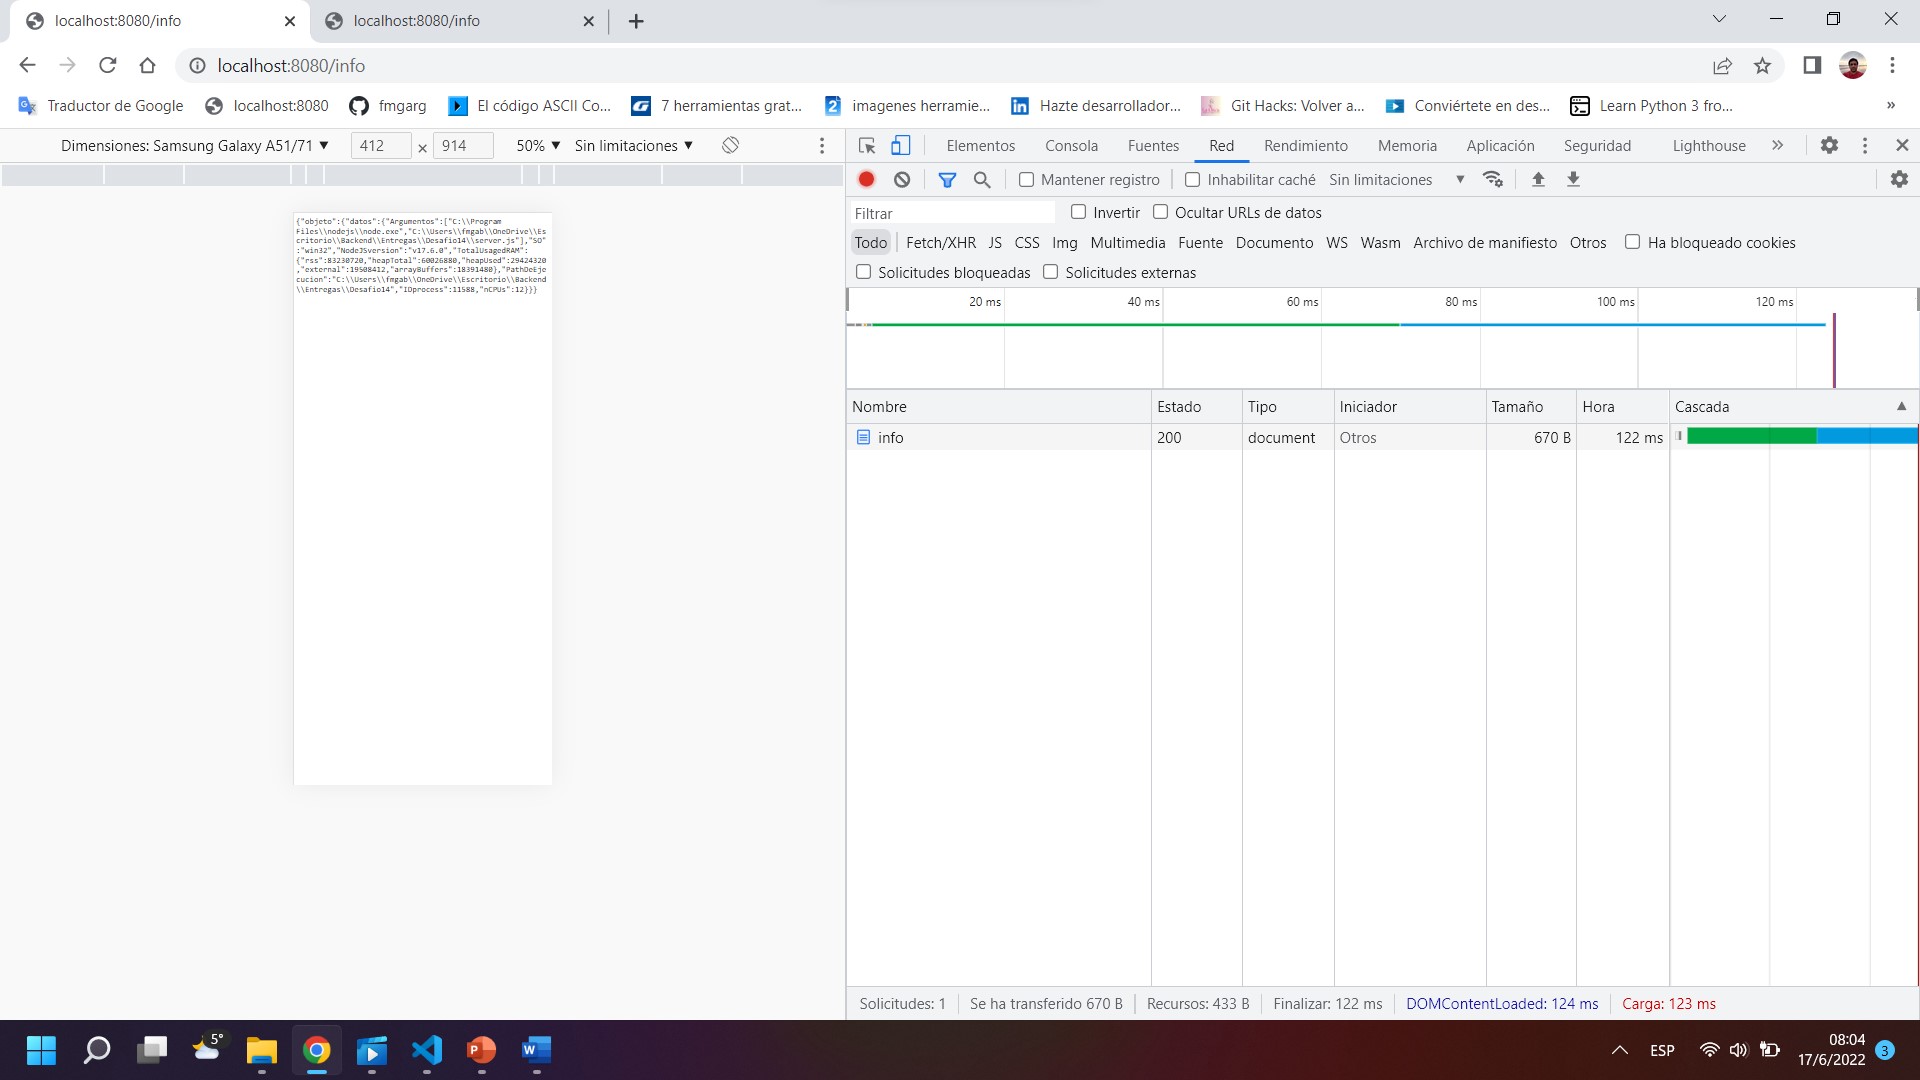 localhost:8080/info
localhost:8080/info
localhost:8080/info
Traductor de Google
localhost:8080
fmgarg
El código ASCII Co...
7 herramientas grat...
imagenes herramie...
Hazte desarrollador...
Git Hacks: Volver a...
Conviértete en des...
Learn Python 3 fro...
»
Dimensiones: Samsung Galaxy A51/71 ▼ 412 × 914 50% ▼ Sin limitaciones ▼
{"objeto":{"datos":{"Argumentos":["C:\\Program
Files\\nodejs\\node.exe","C:\\Users\\fmgab\\OneDrive\\Es
critorio\\Backend\\Entregas\\Desafio14\\server.js"],"SO"
:"win32","NodeJSversion":"v17.6.0","TotalUsagedRAM":
{"rss":83230720,"heapTotal":60026880,"heapUsed":29424320
,"external":19508412,"arrayBuffers":18391480},"PathDeEje
cucion":"C:\\Users\\fmgab\\OneDrive\\Escritorio\\Backend
\\Entregas\\Desafio14","IDprocess":11588,"nCPUs":12}}}
Elementos Consola Fuentes Red Rendimiento Memoria Aplicación Seguridad Lighthouse »
Mantener registro Inhabilitar caché Sin limitaciones ▼
Filtrar Invertir Ocultar URLs de datos
Todo Fetch/XHR JS CSS Img Multimedia Fuente Documento WS Wasm Archivo de manifiesto Otros Ha bloqueado cookies
Solicitudes bloqueadas Solicitudes externas
20 ms 40 ms 60 ms 80 ms 100 ms 120 ms
Nombre Estado Tipo Iniciador Tamaño Hora Cascada ▲
info 200 document Otros 670 B 122 ms
Solicitudes: 1 Se ha transferido 670 B Recursos: 433 B Finalizar: 122 ms DOMContentLoaded: 124 ms Carga: 123 ms
5°
ESP
08:04
17/6/2022
3